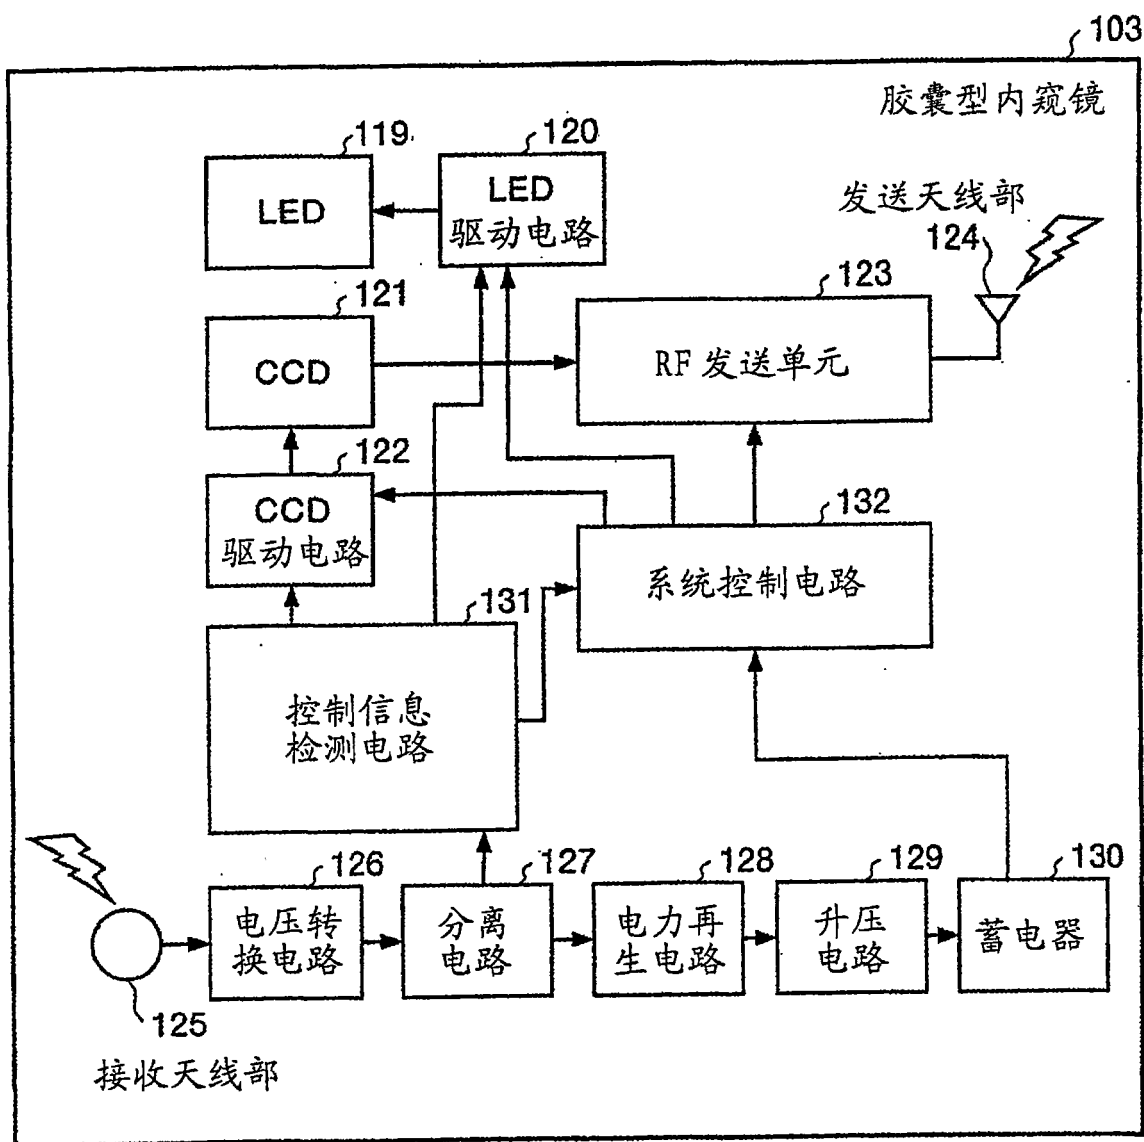 103
胶囊型内窥镜
119
LED
120
LED
驱动电路
发送天线部
124
121
CCD
123
RF 发送单元
122
CCD
驱动电路
132
系统控制电路
131
控制信息
检测电路
126
电压转
换电路
127
分离
电路
128
电力再
生电路
129
升压
电路
130
蓄电器
125
接收天线部